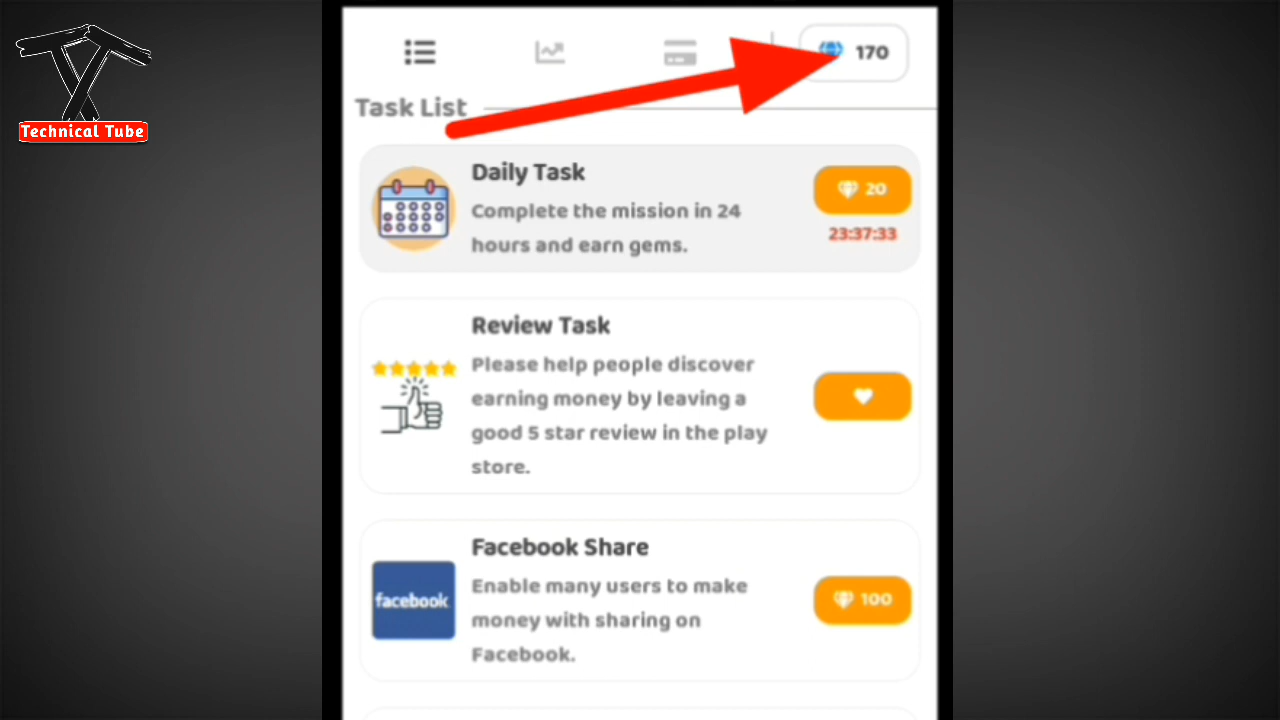 Technical Tube
170
Task List
Daily Task
Complete the mission in 24
hours and earn gems.
20
23:37:33
Review Task
Please help people discover
earning money by leaving a
good 5 star review in the play
store.
Facebook Share
Enable many users to make
money with sharing on
Facebook.
facebook
100